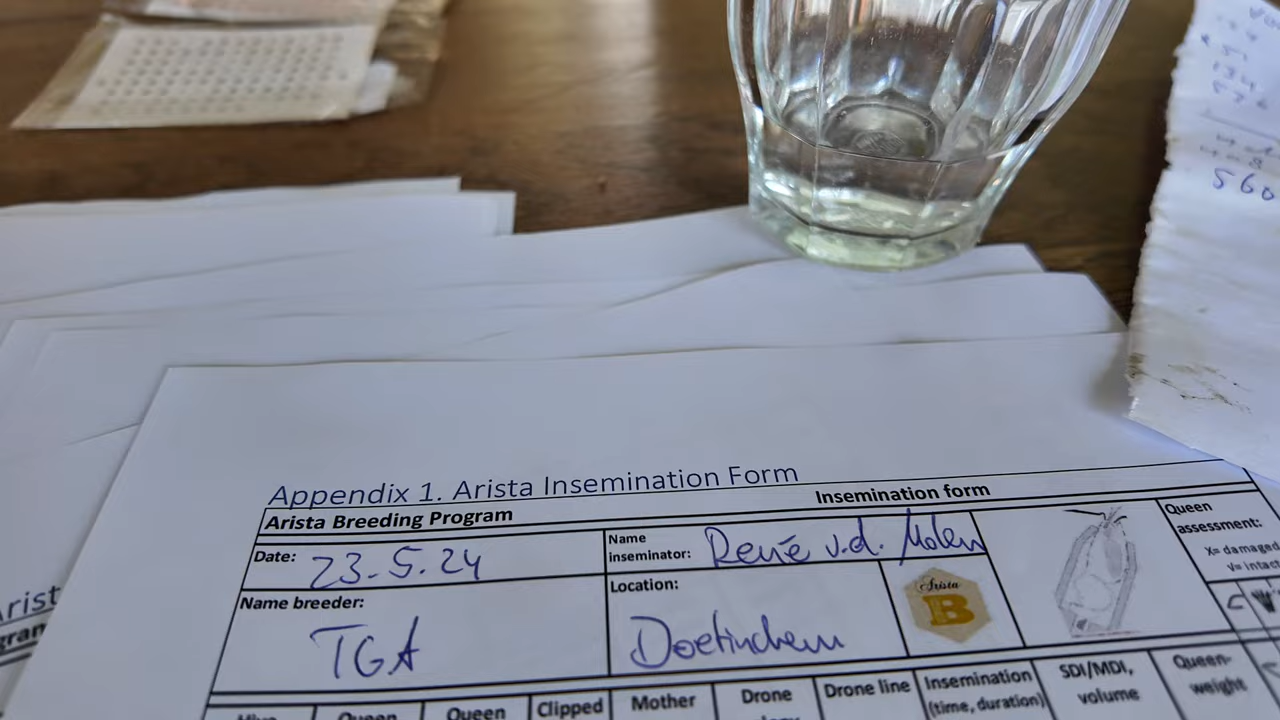 560
Appendix 1. Arista Insemination Form
Insemination form
Arista Breeding Program
Date: 23-5.24
Name inseminator: René v.d. Molen
Queen assessment:
X= damaged
V= intact
Name breeder:
TGA
Location:
Doetinchem
Arista
B
Queen
Queen
Clipped
Mother
Drone
Drone line
Insemination (time, duration)
SDI/MDI, volume
Queen-weight